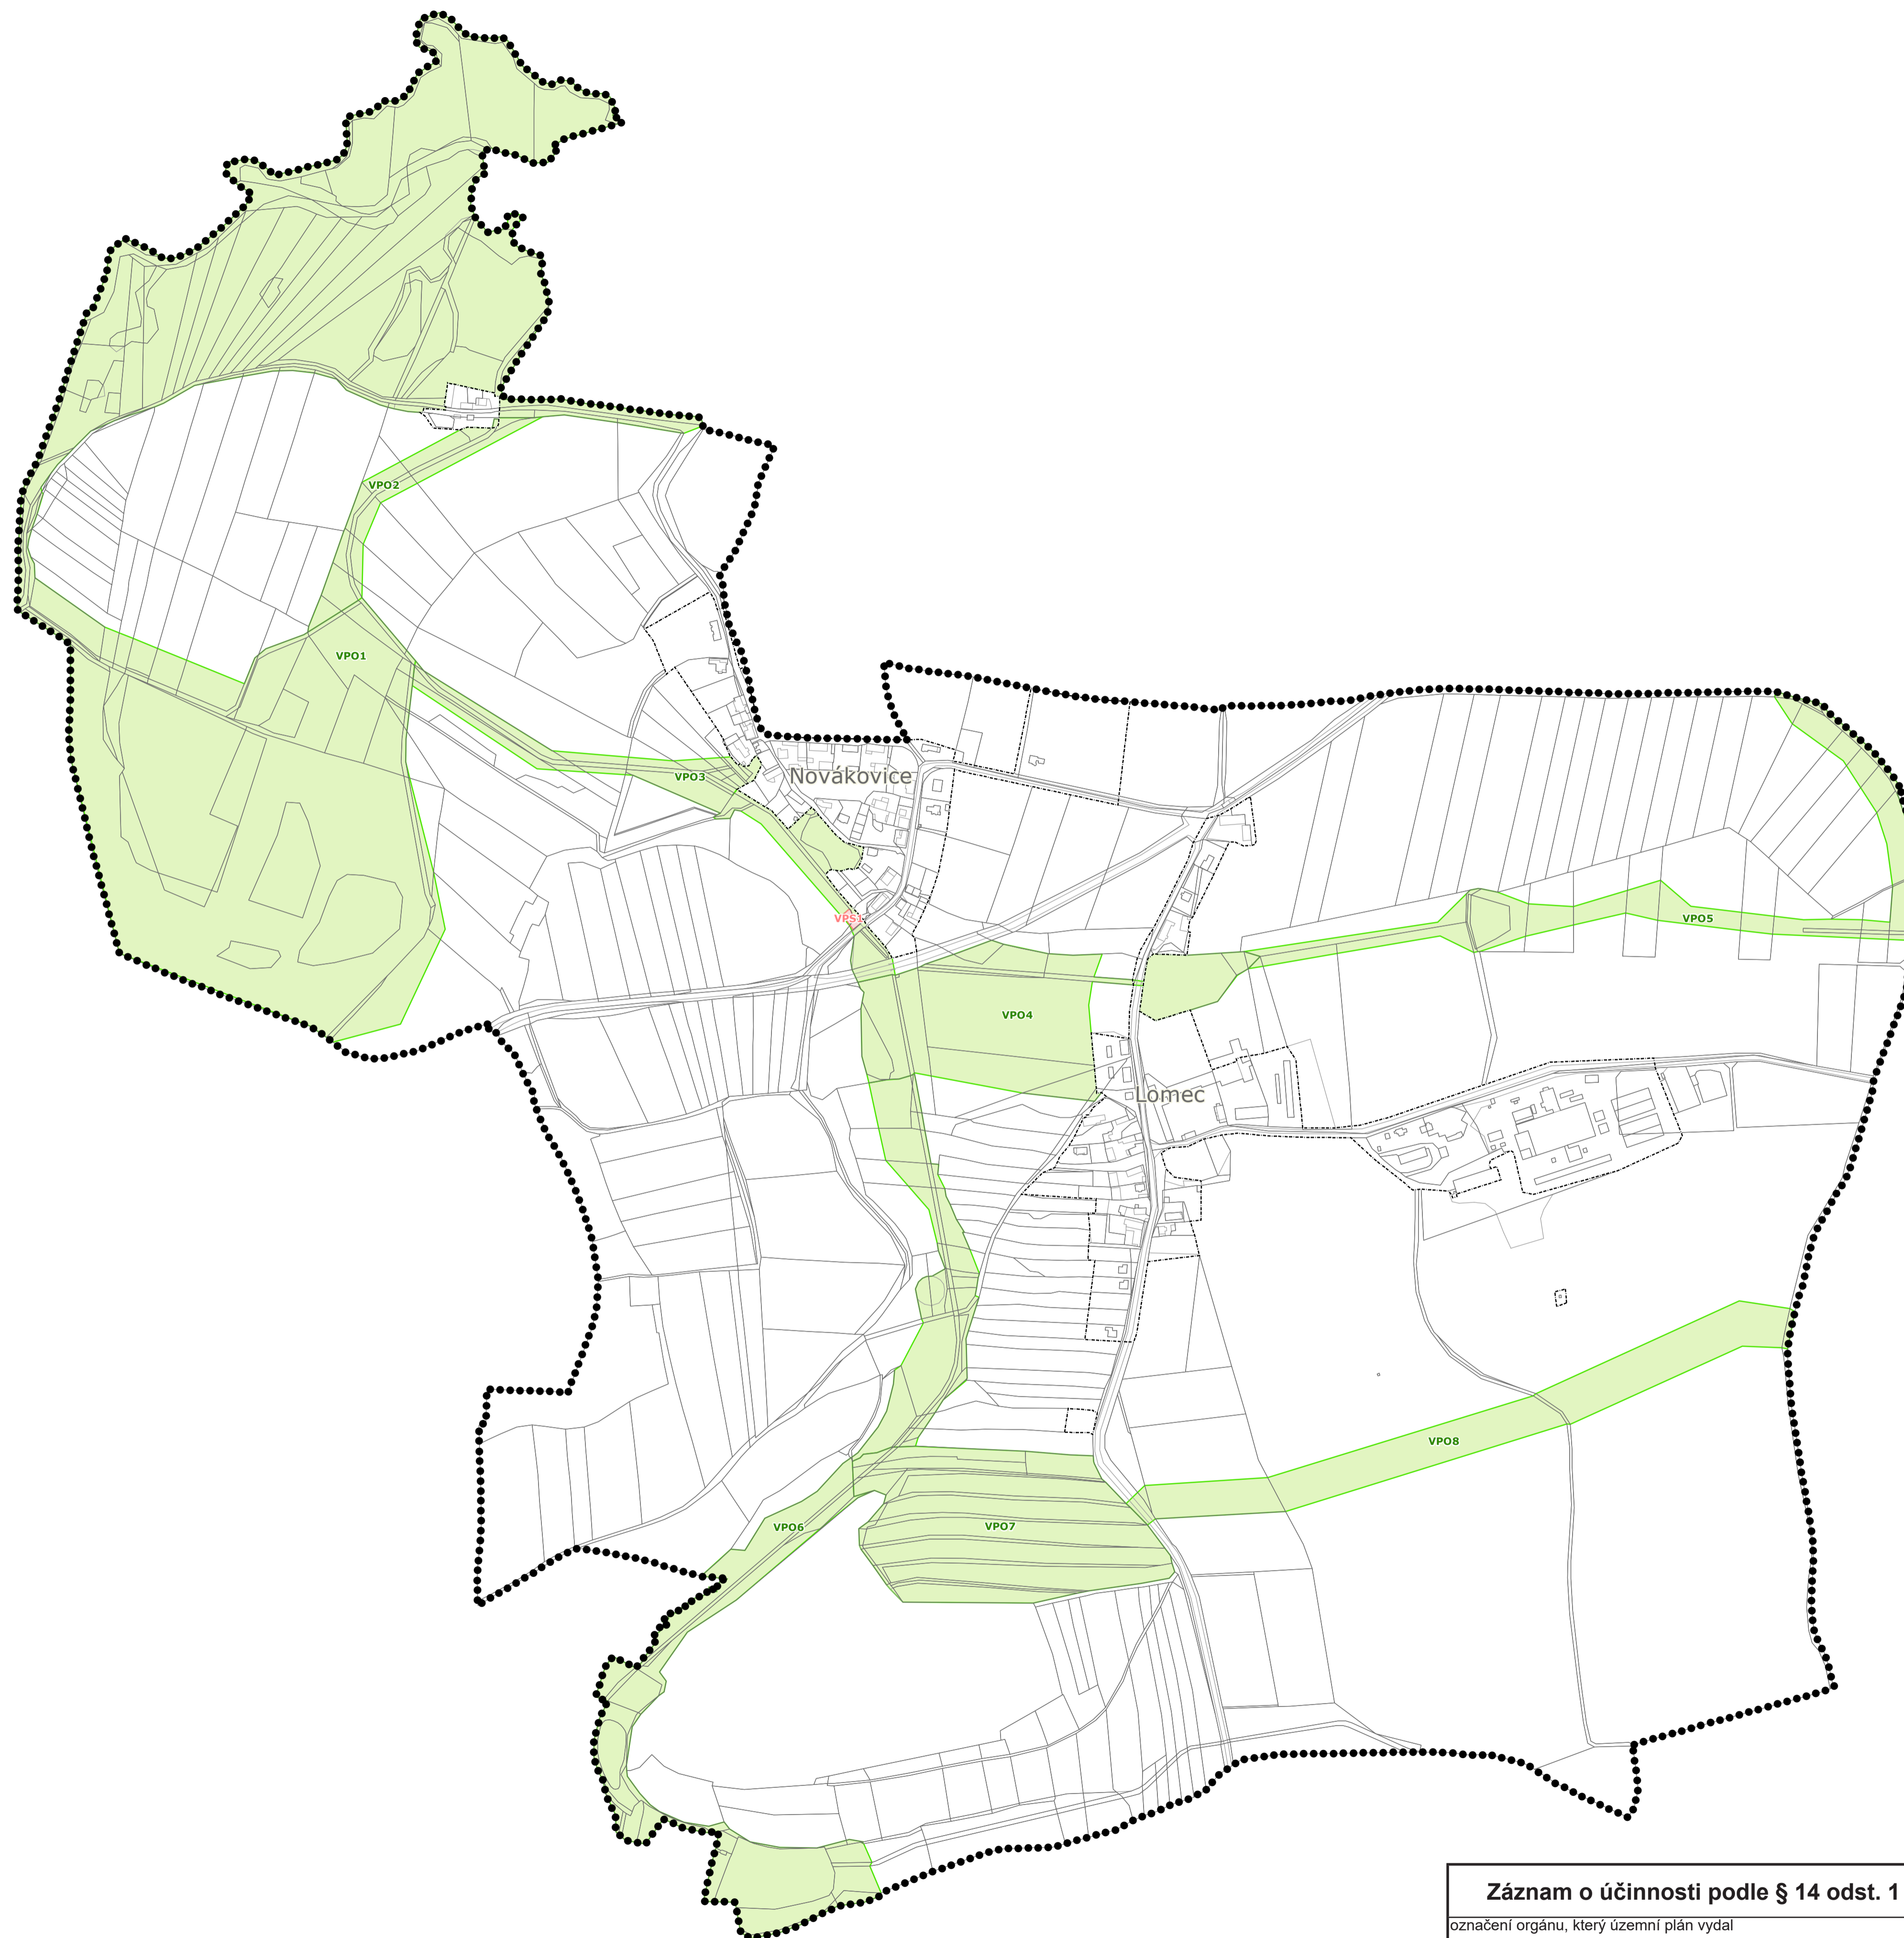 VPO2
VPO1
VPO3
Novákovice
VPS1
VPO5
VPO4
Lomec
VPO8
VPO6
VPO7
Záznam o účinnosti podle § 14 odst. 1
označení orgánu, který územní plán vydal